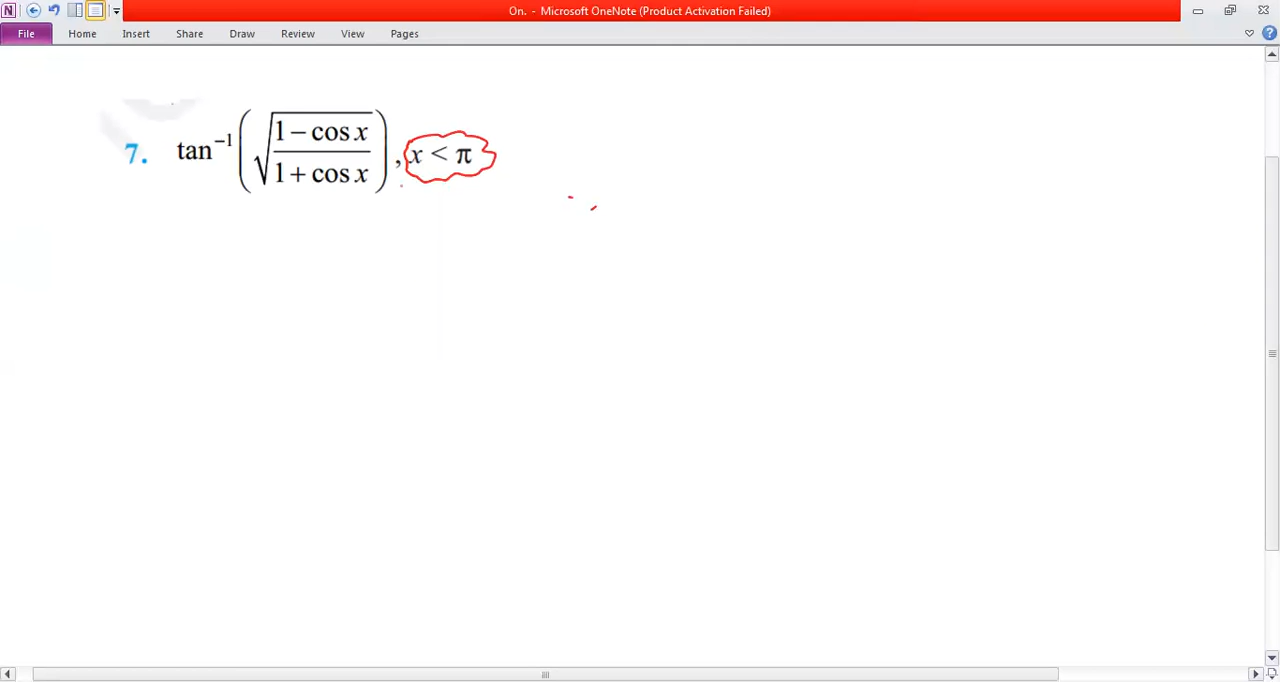 On. - Microsoft OneNote (Product Activation Failed)
File Home Insert Share Draw Review View Pages
7. tan⁻¹(√((1 − cos x)/(1 + cos x))), x < π